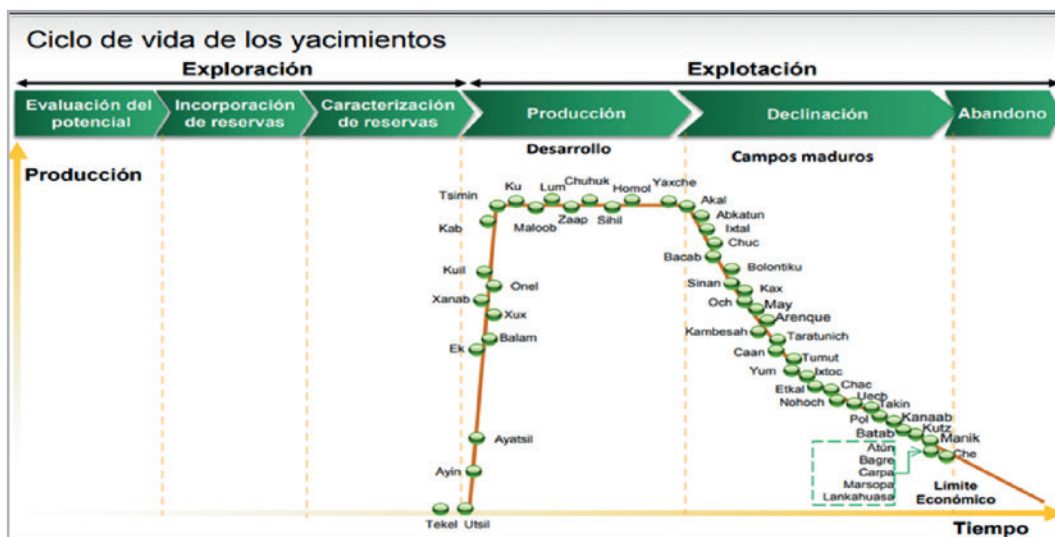 Ciclo de vida de los yacimientos
Exploración
Explotación
Evaluación del
potencial
Incorporación
de reservas
Caracterización
de reservas
Producción
Declinación
Abandono
Desarrollo
Campos maduros
Producción
Tsimin
Ku
Lum
Chuhuk
Homol
Yaxche
Akal
Kab
Maloob
Zaap
Sihil
Abkatun
Ixtal
Chuc
Bacab
Kuil
Onel
Bolontiku
Sinan
Kax
Xanab
Xux
Och
May
Arenque
Ek
Balam
Kambesah
Taratunich
Caan
Tumut
Yum
Ixtoc
Etkal
Chac
Nohoch
Uech
Takin
Pol
Kanaab
Ayatsil
Batab
Kutz
Manik
Ayin
Atún
Bagre
Carpa
Marsopa
Lankahuasa
Che
Límite
Económico
Tekel
Utsil
Tiempo